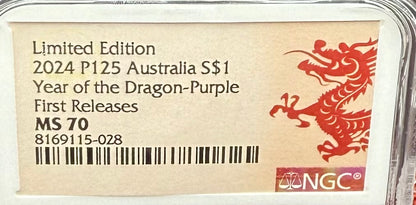 Limited Edition
2024 P125 Australia S$1
Year of the Dragon-Purple
First Releases
MS 70
8169115-028
NGC®